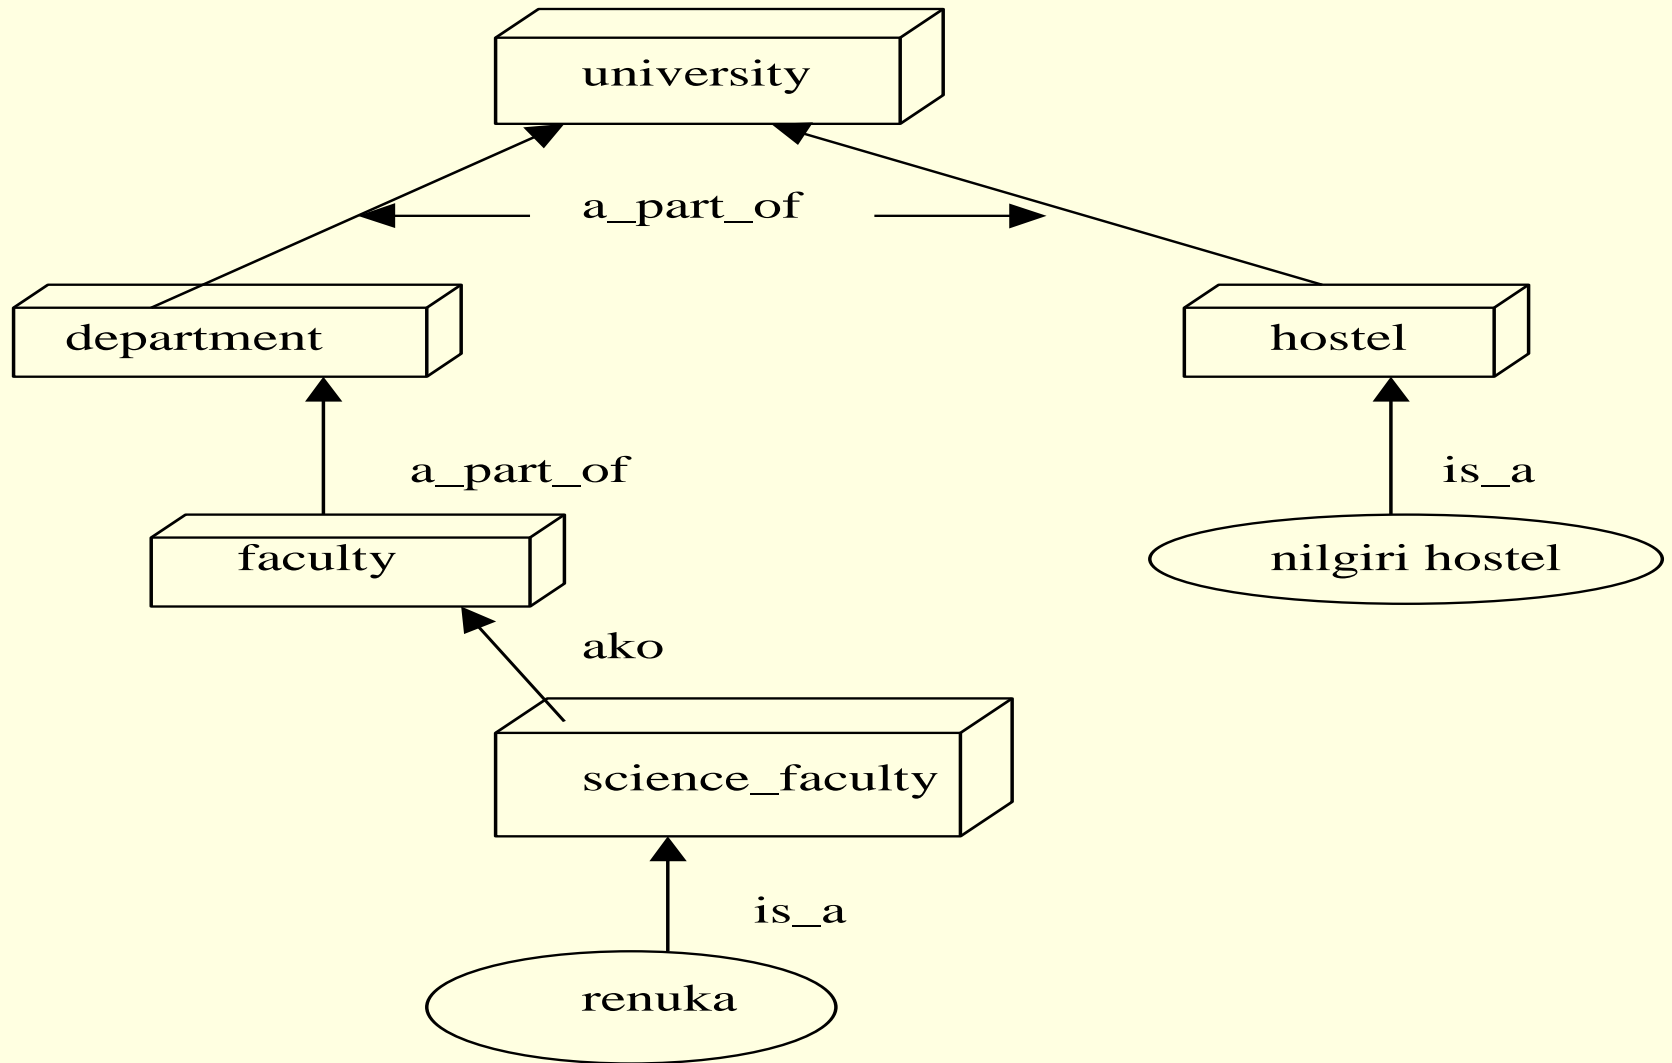 university
a_part_of
department
hostel
a_part_of
is_a
faculty
nilgiri hostel
ako
science_faculty
is_a
renuka